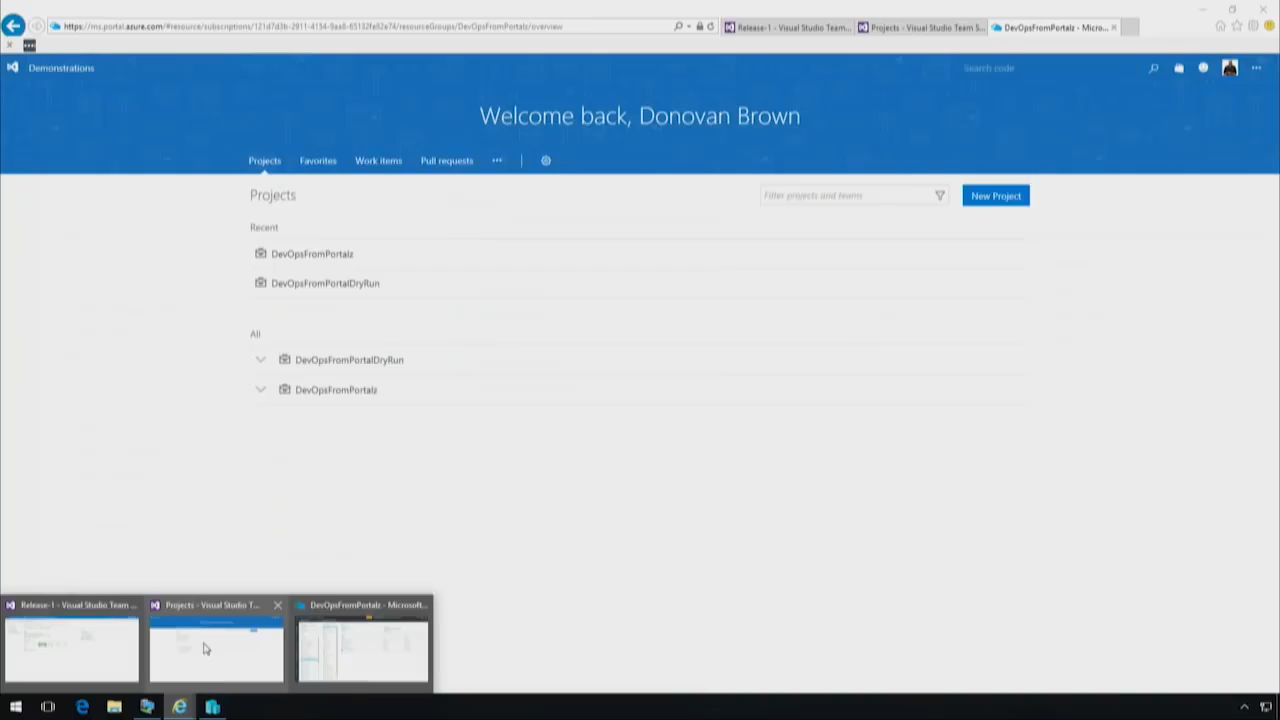 https://ms.portal.azure.com/#resource/subscriptions/121d7d3b-2811-4154-9aa8-65132fe82e74/resourceGroups/DevOpsFromPortalz/overview
Release-1 - Visual Studio Team...
Projects - Visual Studio Team S...
DevOpsFromPortalz - Micro...
Demonstrations
Search code
Welcome back, Donovan Brown
Projects
Favorites
Work items
Pull requests
Projects
Filter projects and teams
New Project
Recent
DevOpsFromPortalz
DevOpsFromPortalDryRun
All
DevOpsFromPortalDryRun
DevOpsFromPortalz
Release-1 - Visual Studio Team ...
Projects - Visual Studio T...
DevOpsFromPortalz - Microsoft...